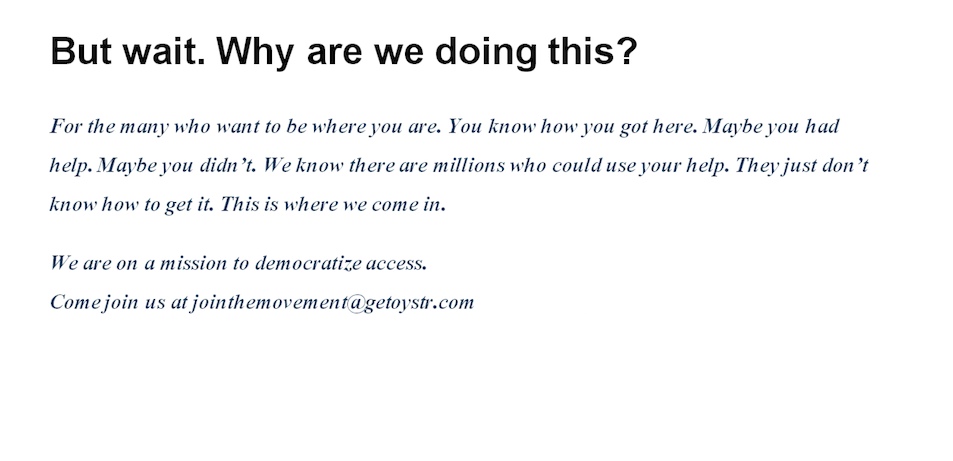 But wait. Why are we doing this?
For the many who want to be where you are. You know how you got here. Maybe you had
help. Maybe you didn’t. We know there are millions who could use your help. They just don’t
know how to get it. This is where we come in.
We are on a mission to democratize access.
Come join us at jointhemovement@getoystr.com